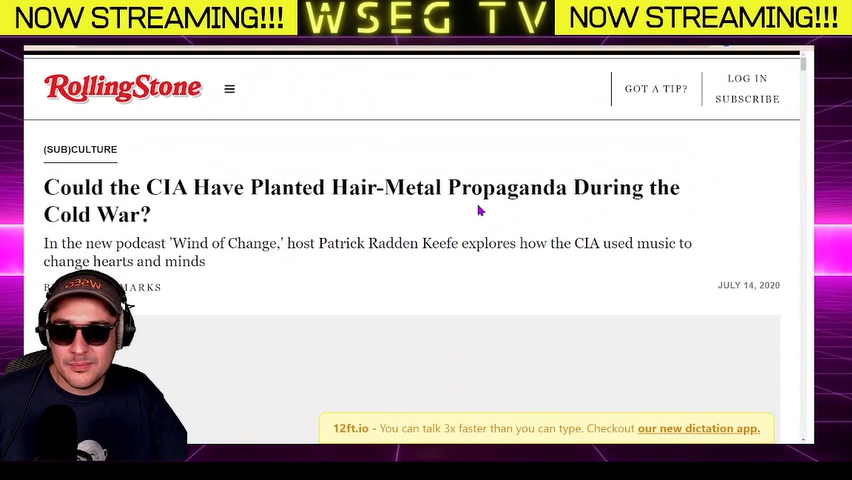 NOW STREAMING!!! WSEG TV NOW STREAMING!!!
RollingStone
GOT A TIP?
LOG IN
SUBSCRIBE
(SUB)CULTURE
Could the CIA Have Planted Hair-Metal Propaganda During the
Cold War?
In the new podcast 'Wind of Change,' host Patrick Radden Keefe explores how the CIA used music to
change hearts and minds
MARKS
JULY 14, 2020
12ft.io - You can talk 3x faster than you can type. Checkout our new dictation app.